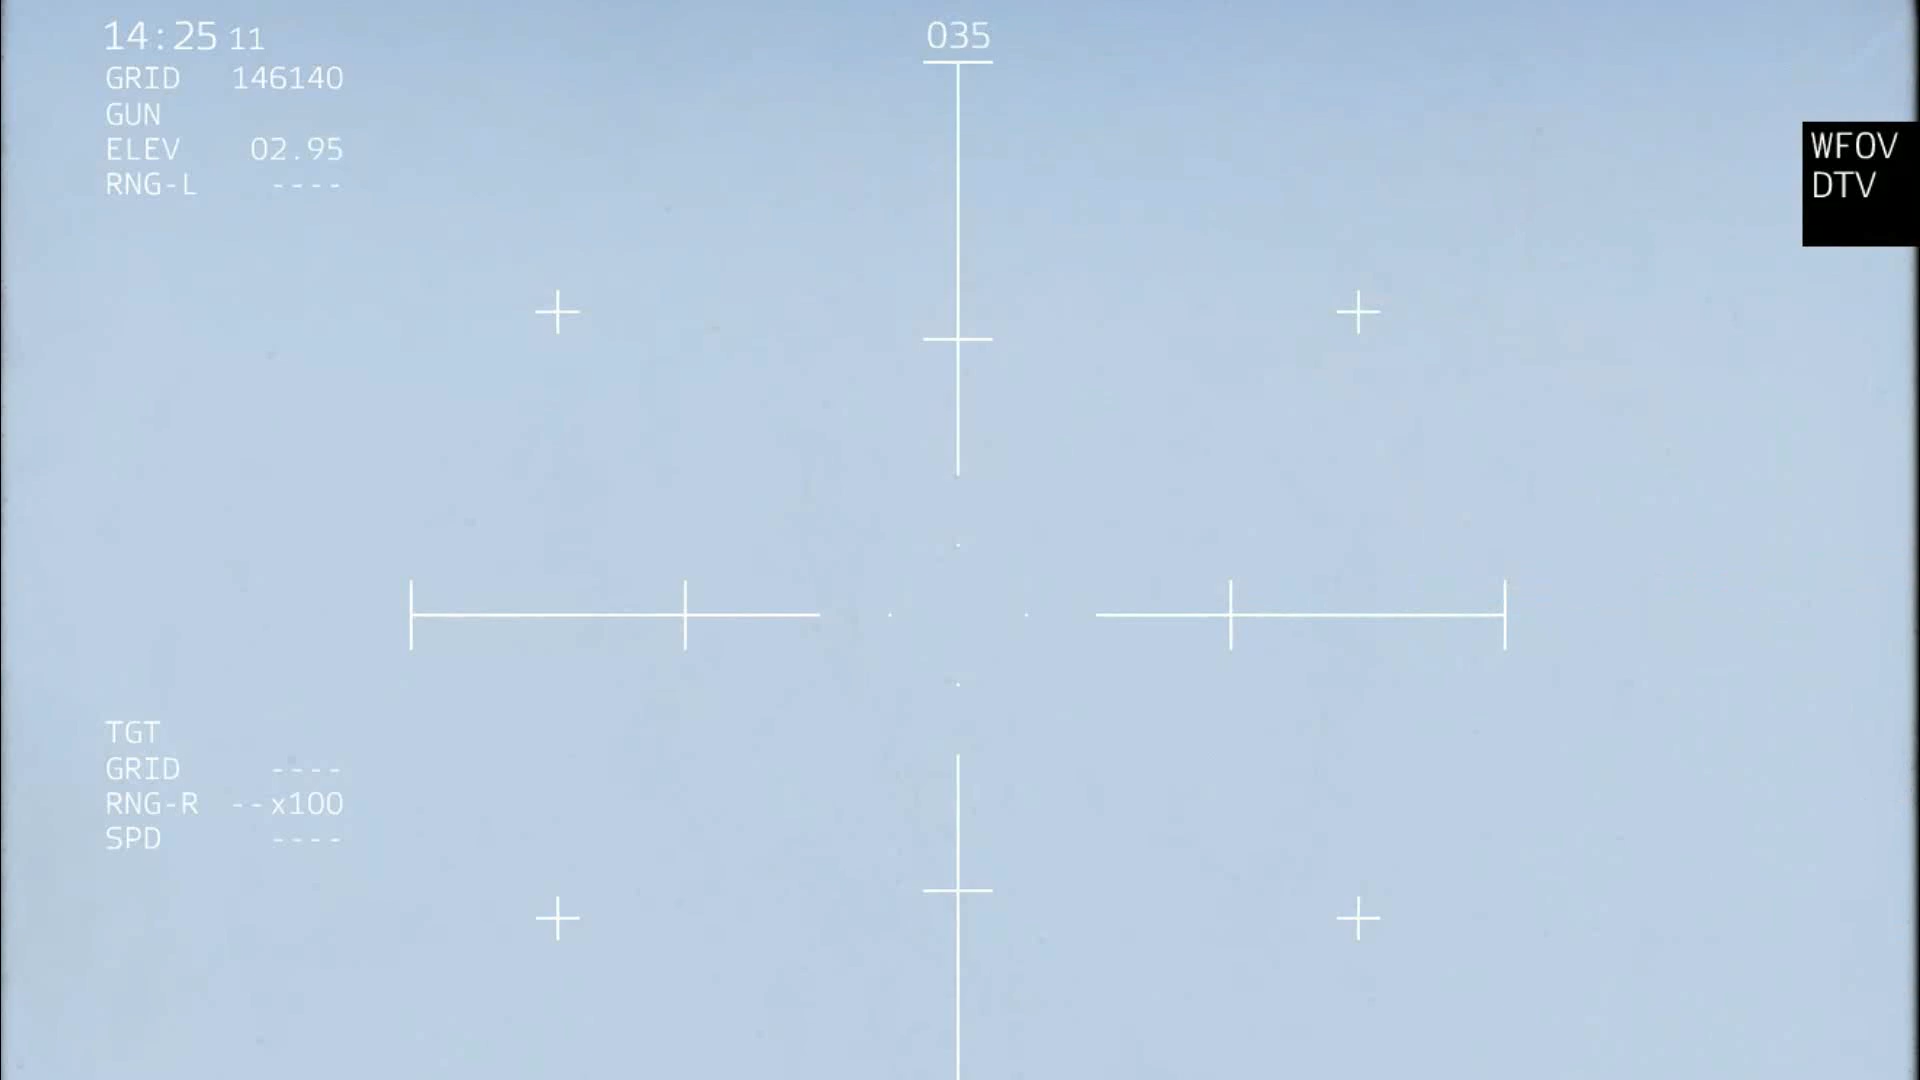 14:25 11
035
GRID 146140
GUN
ELEV 02.95
RNG-L ----
WFOV
DTV
TGT
GRID ----
RNG-R --x100
SPD ----